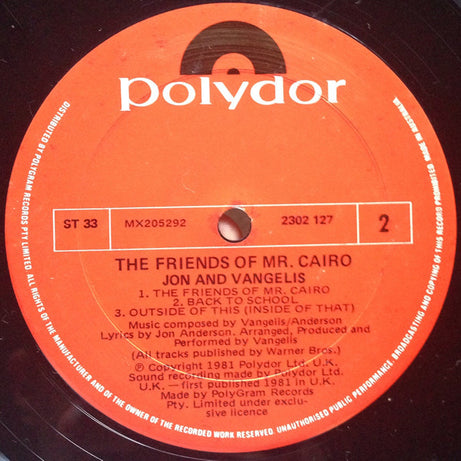 polydor
ST 33
MX205292
2302 127
2
THE FRIENDS OF MR. CAIRO
JON AND VANGELIS
1. THE FRIENDS OF MR. CAIRO
2. BACK TO SCHOOL
3. OUTSIDE OF THIS (INSIDE OF THAT)
Music composed by Vangelis/Anderson
Lyrics by Jon Anderson. Arranged, Produced and
Performed by Vangelis
(All tracks published by Warner Bros.)
℗ Copyright 1981 Polydor Ltd. U.K.
Sound recording made by Polydor Ltd.
U.K. — first published 1981 in U.K.
Made by PolyGram Records
Pty. Limited under exclu-
sive licence
DISTRIBUTED BY POLYGRAM RECORDS PTY LIMITED. ALL RIGHTS OF THE MANUFACTURER AND OF THE OWNER OF THE RECORDED WORK RESERVED. UNAUTHORISED PUBLIC PERFORMANCE BROADCASTING AND COPYING OF THIS RECORD PROHIBITED MADE IN AUSTRALIA